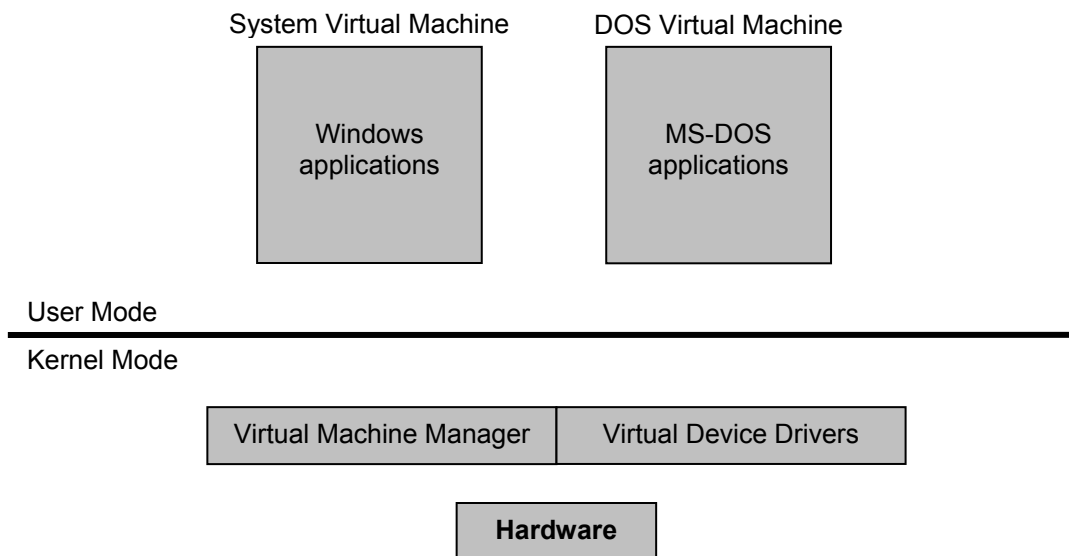 System Virtual Machine
DOS Virtual Machine
Windows
applications
MS-DOS
applications
User Mode
Kernel Mode
Virtual Machine Manager
Virtual Device Drivers
Hardware